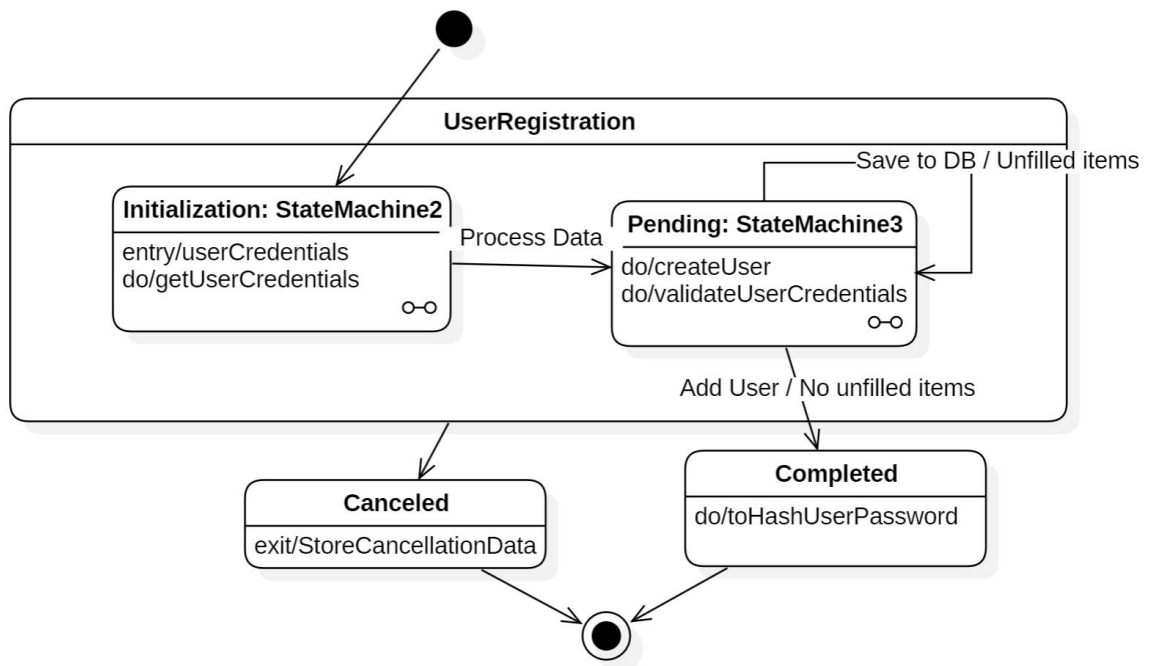 UserRegistration
Save to DB / Unfilled items
Initialization: StateMachine2
entry/userCredentials
do/getUserCredentials
Process Data
Pending: StateMachine3
do/createUser
do/validateUserCredentials
Add User / No unfilled items
Canceled
exit/StoreCancellationData
Completed
do/toHashUserPassword